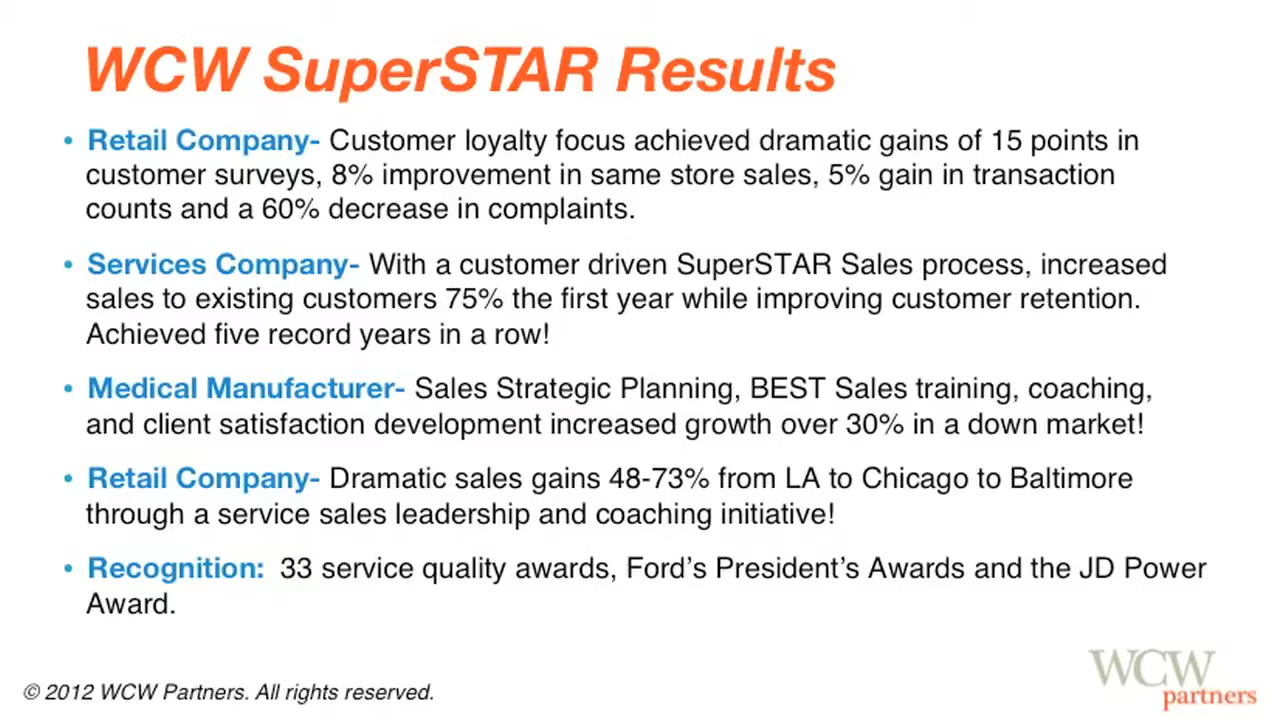 WCW SuperSTAR Results
• Retail Company- Customer loyalty focus achieved dramatic gains of 15 points in
customer surveys, 8% improvement in same store sales, 5% gain in transaction
counts and a 60% decrease in complaints.
• Services Company- With a customer driven SuperSTAR Sales process, increased
sales to existing customers 75% the first year while improving customer retention.
Achieved five record years in a row!
• Medical Manufacturer- Sales Strategic Planning, BEST Sales training, coaching,
and client satisfaction development increased growth over 30% in a down market!
• Retail Company- Dramatic sales gains 48-73% from LA to Chicago to Baltimore
through a service sales leadership and coaching initiative!
• Recognition:  33 service quality awards, Ford’s President’s Awards and the JD Power
Award.
© 2012 WCW Partners. All rights reserved.
WCW
partners